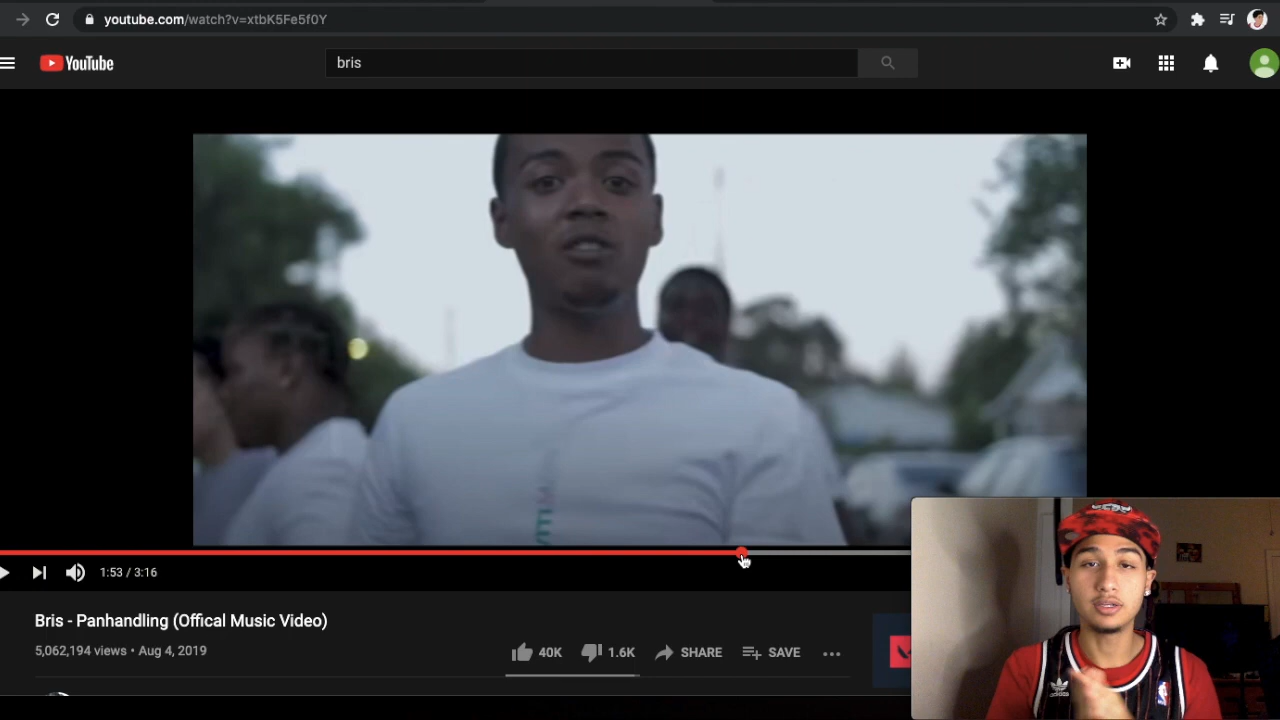 youtube.com/watch?v=xtbK5Fe5f0Y
YouTube
bris
1:53 / 3:16
Bris - Panhandling (Offical Music Video)
5,062,194 views • Aug 4, 2019
40K
1.6K
SHARE
SAVE